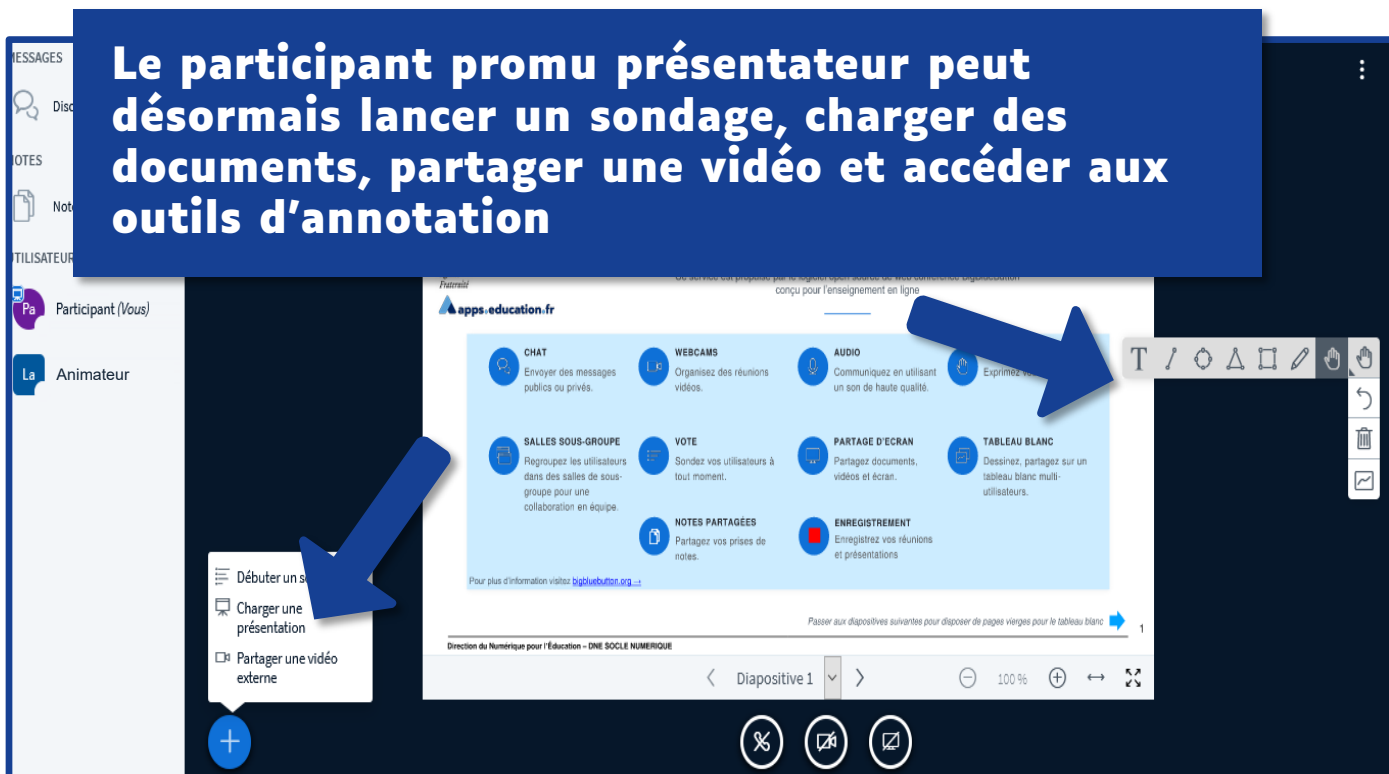 Le participant promu présentateur peut
désormais lancer un sondage, charger des
documents, partager une vidéo et accéder aux
outils d’annotation
Fraternité
conçu pour l'enseignement en ligne
apps.education.fr
CHAT
Envoyer des messages
publics ou privés.
WEBCAMS
Organisez des réunions
vidéos.
AUDIO
Communiquez en utilisant
un son de haute qualité.
Exprimez
SALLES SOUS-GROUPE
Regroupez les utilisateurs
dans des salles de sous-
groupe pour une
collaboration en équipe.
VOTE
Sondez vos utilisateurs à
tout moment.
PARTAGE D'ECRAN
Partagez documents,
vidéos et écran.
TABLEAU BLANC
Dessinez, partagez sur un
tableau blanc multi-
utilisateurs.
NOTES PARTAGÉES
Partagez vos prises de
notes.
ENREGISTREMENT
Enregistrez vos réunions
et présentations
Pour plus d'information visitez bigbluebutton.org →
Passer aux diapositives suivantes pour disposer de pages vierges pour le tableau blanc
1
Direction du Numérique pour l'Éducation – DNE SOCLE NUMERIQUE
Diapositive 1
100 %
Pa
Participant (Vous)
La
Animateur
Débuter un
Charger une
présentation
Partager une vidéo
externe
T